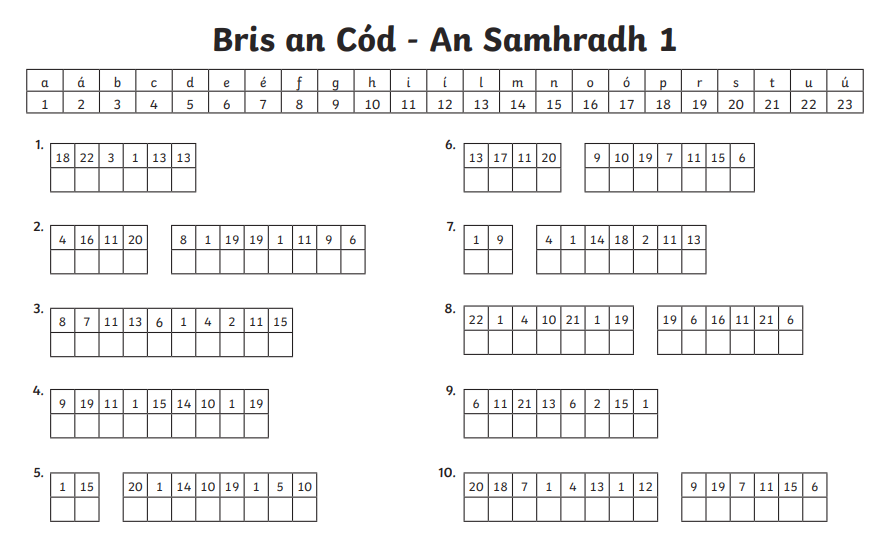 Bris an Cód - An Samhradh 1
a á b c d e é f g h i í l m n o ó p r s t u ú
1 2 3 4 5 6 7 8 9 10 11 12 13 14 15 16 17 18 19 20 21 22 23
1. 18 22 3 1 13 13
2. 4 16 11 20 8 1 19 19 1 11 9 6
3. 8 7 11 13 6 1 4 2 11 15
4. 9 19 11 1 15 14 10 1 19
5. 1 15 20 1 14 10 19 1 5 10
6. 13 17 11 20 9 10 19 7 11 15 6
7. 1 9 4 1 14 18 2 11 13
8. 22 1 4 10 21 1 19 19 6 16 11 21 6
9. 6 11 21 13 6 2 15 1
10. 20 18 7 1 4 13 1 12 9 19 7 11 15 6